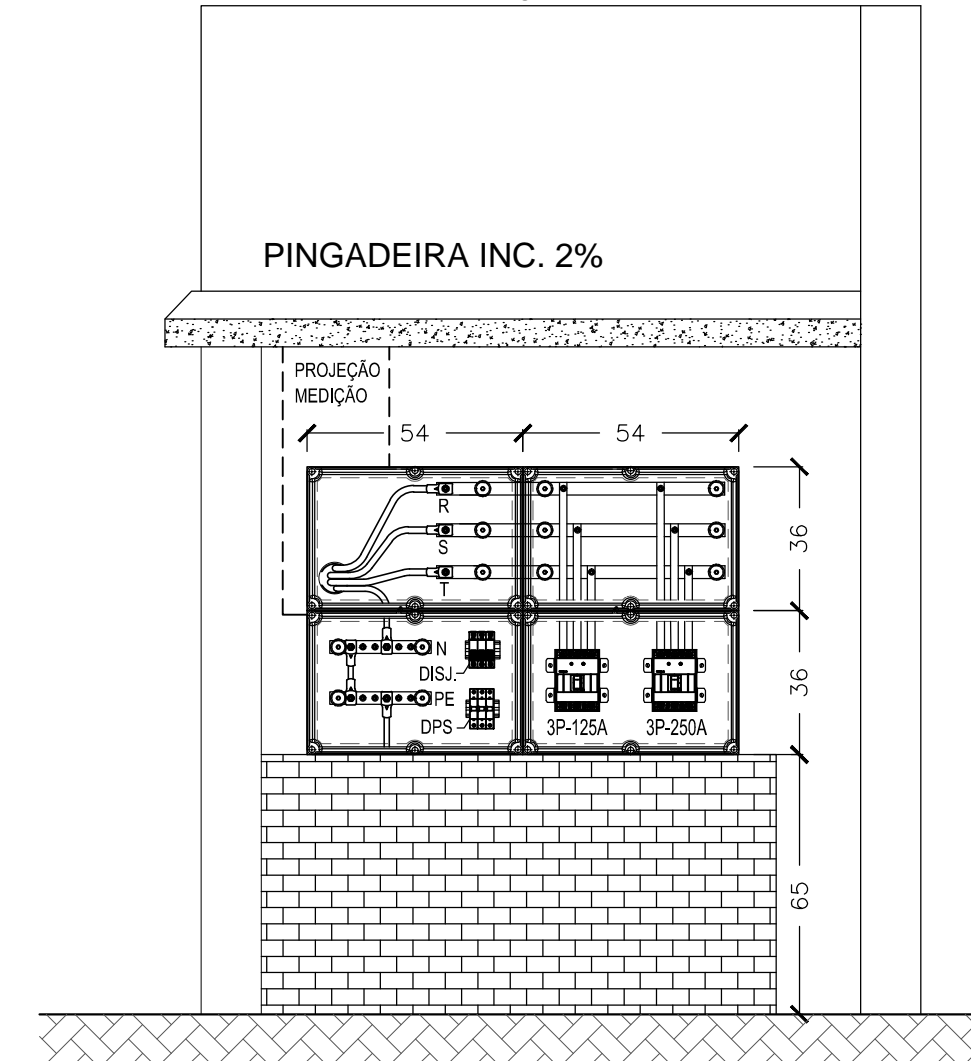 PINGADEIRA INC. 2%
PROJEÇÃO
MEDIÇÃO
54
54
R
S
T
36
N
DISJ.
PE
DPS
3P-125A
3P-250A
36
65